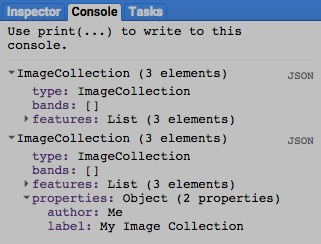 Inspector Console Tasks
Use print(...) to write to this
console.
ImageCollection (3 elements) JSON
type: ImageCollection
bands: []
features: List (3 elements)
ImageCollection (3 elements) JSON
type: ImageCollection
bands: []
features: List (3 elements)
properties: Object (2 properties)
author: Me
label: My Image Collection